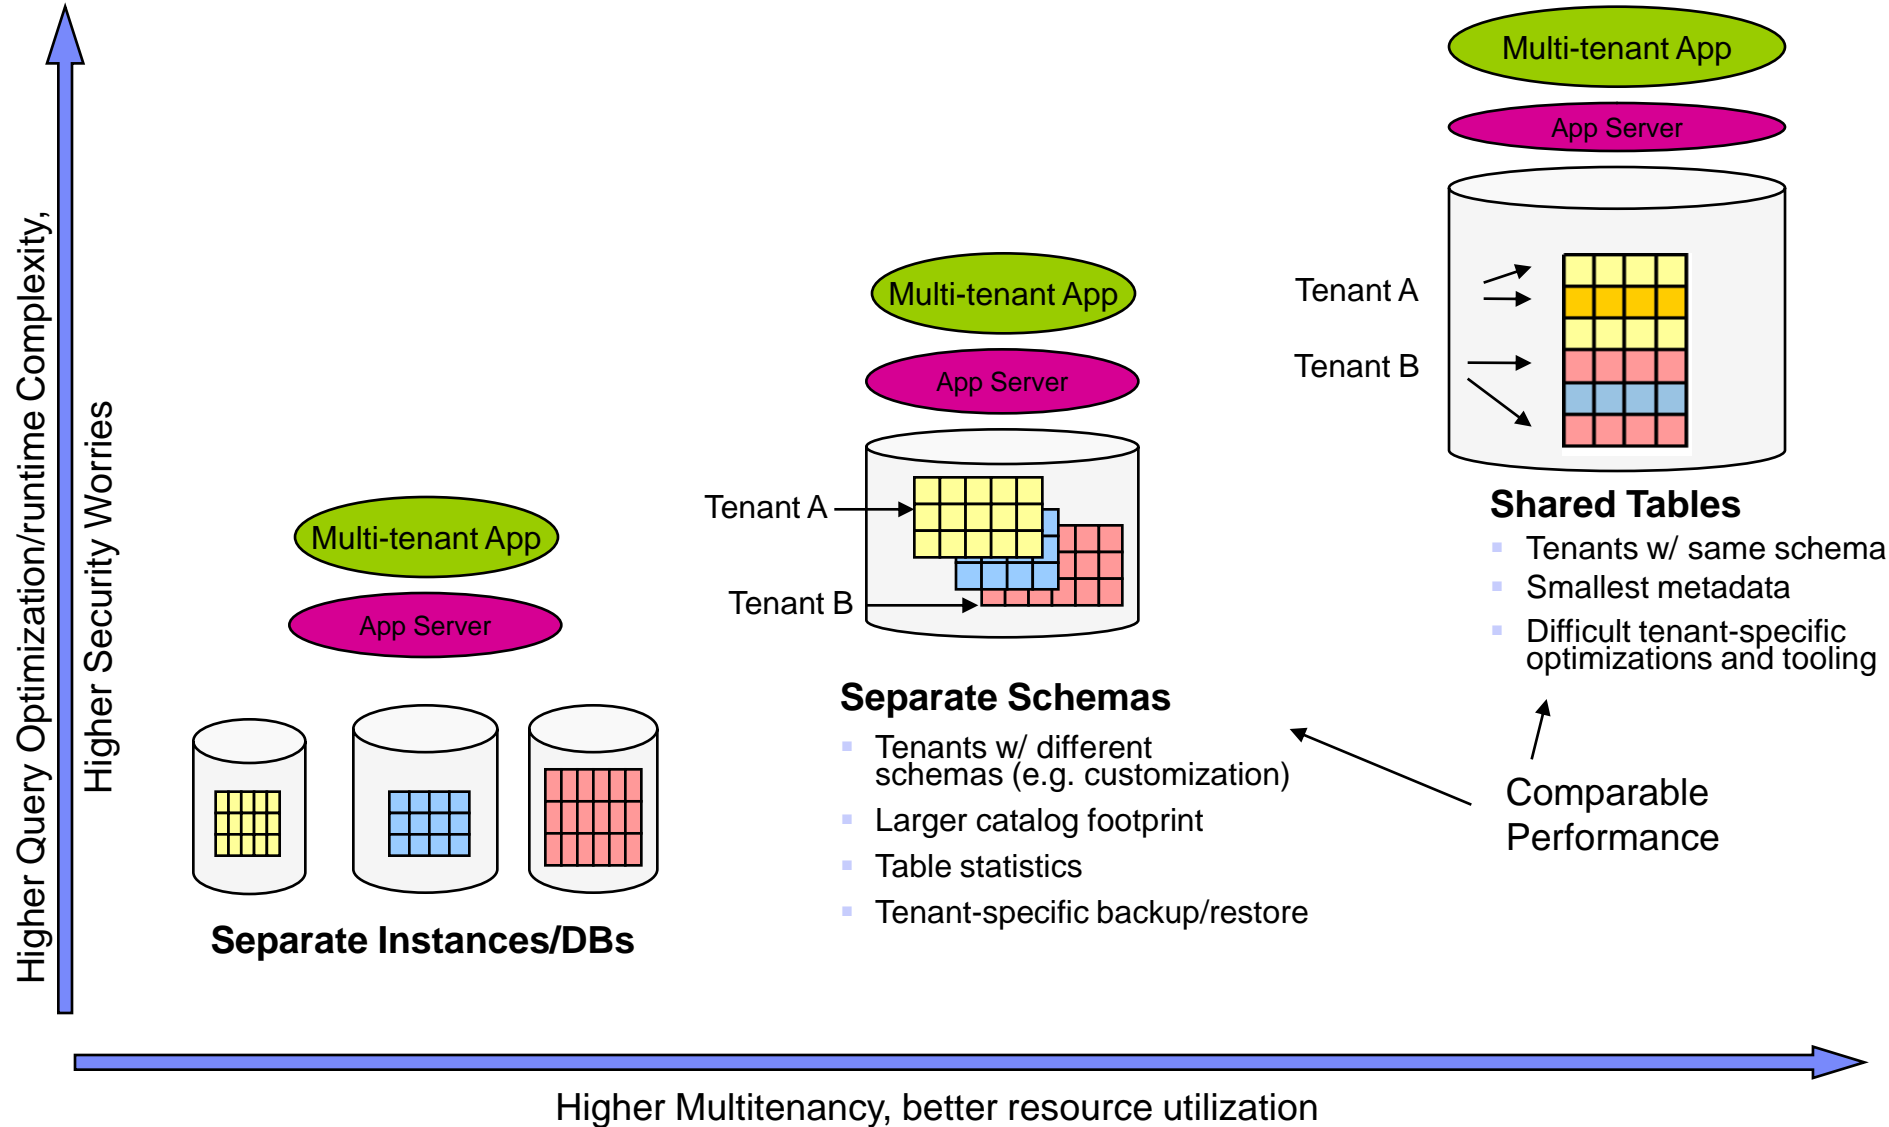 Higher Query Optimization/runtime Complexity,
Higher Security Worries
Multi-tenant App
App Server
Separate Instances/DBs
Multi-tenant App
App Server
Tenant A
Tenant B
Separate Schemas
Tenants w/ different
schemas (e.g. customization)
Larger catalog footprint
Table statistics
Tenant-specific backup/restore
Multi-tenant App
App Server
Tenant A
Tenant B
Shared Tables
Tenants w/ same schema
Smallest metadata
Difficult tenant-specific
optimizations and tooling
Comparable
Performance
Higher Multitenancy, better resource utilization